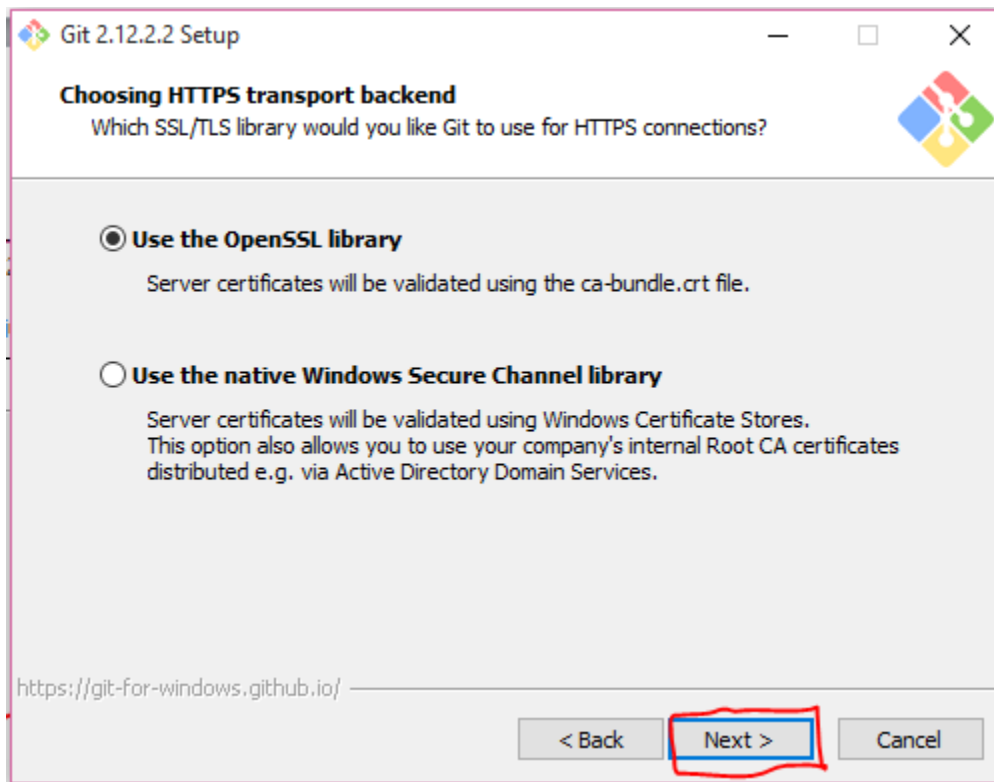 Git 2.12.2.2 Setup
Choosing HTTPS transport backend
Which SSL/TLS library would you like Git to use for HTTPS connections?
Use the OpenSSL library
Server certificates will be validated using the ca-bundle.crt file.
Use the native Windows Secure Channel library
Server certificates will be validated using Windows Certificate Stores.
This option also allows you to use your company's internal Root CA certificates
distributed e.g. via Active Directory Domain Services.
https://git-for-windows.github.io/
< Back Next > Cancel